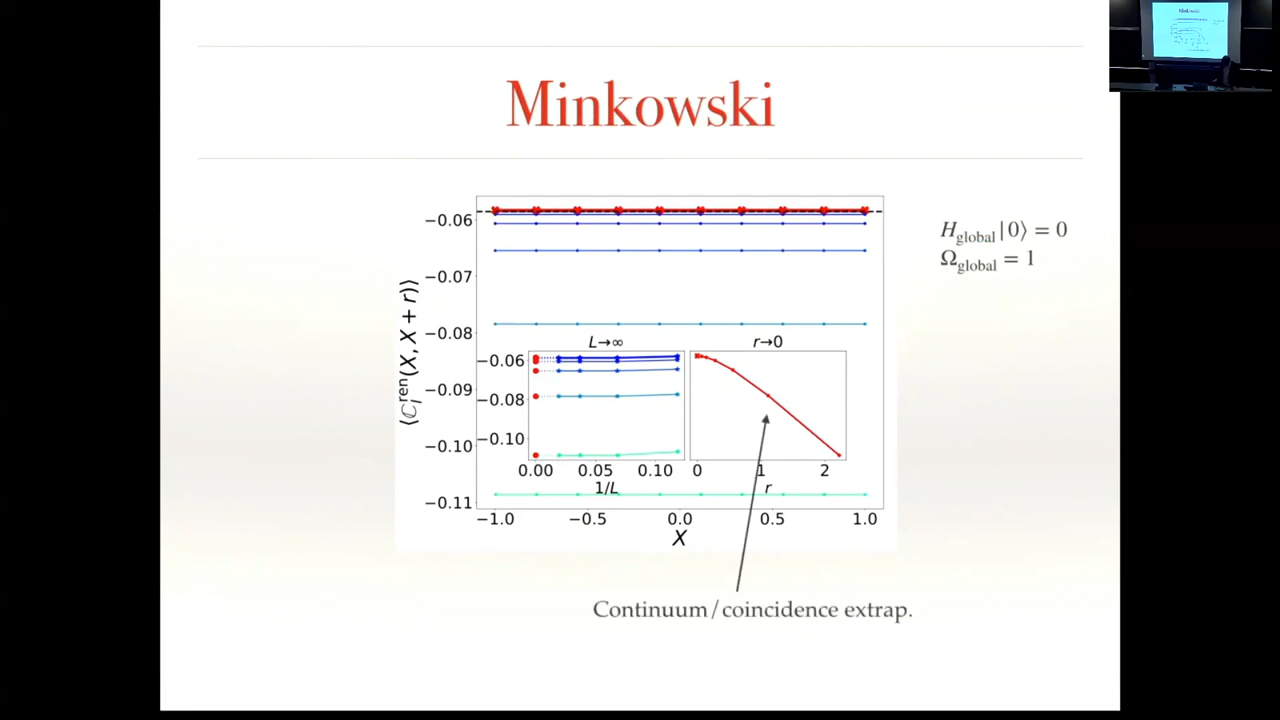 Minkowski
H_global|0⟩ = 0
Ω_global = 1
⟨ℂ_I^ren(X, X + r)⟩
−0.06
−0.07
−0.08
−0.09
−0.10
−0.11
L→∞
−0.06
−0.08
−0.10
0.00 0.05 0.10
1/L
r→0
0 1 2
r
−1.0 −0.5 0.0 0.5 1.0
X
Continuum/coincidence extrap.